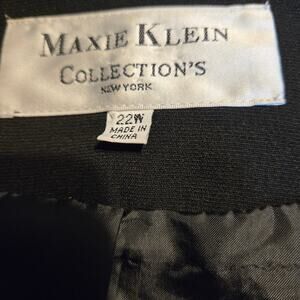 MAXIE KLEIN
COLLECTION'S
NEW YORK
22W
MADE IN
CHINA